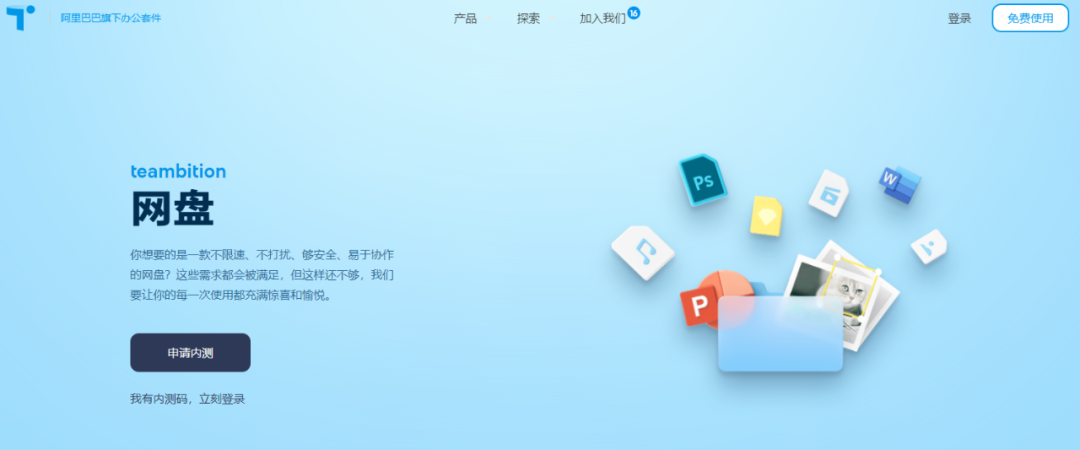 阿里巴巴旗下办公套件
产品
探索
加入我们
16
登录
免费使用
teambition
网盘
你想要的是一款不限速、不打扰、够安全、易于协作
的网盘？这些需求都会被满足，但这样还不够，我们
要让你的每一次使用都充满惊喜和愉悦。
申请内测
我有内测码，立刻登录
Ps
W
P